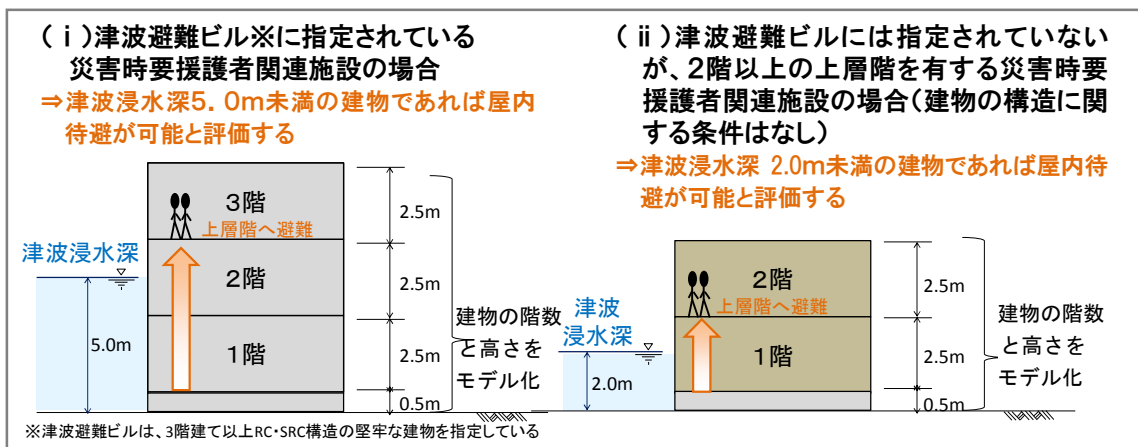 (ⅰ)津波避難ビル※に指定されている
災害時要援護者関連施設の場合
⇒津波浸水深5.0m未満の建物であれば屋内
待避が可能と評価する
3階
上層階へ避難
2階
1階
津波浸水深
5.0m
2.5m
2.5m
2.5m
0.5m
建物の階数
と高さを
モデル化
※津波避難ビルは、3階建て以上RC・SRC構造の堅牢な建物を指定している
(ⅱ)津波避難ビルには指定されていない
が、2階以上の上層階を有する災害時要
援護者関連施設の場合(建物の構造に関
する条件はなし)
⇒津波浸水深 2.0m未満の建物であれば屋内待
避が可能と評価する
2階
上層階へ避難
1階
津波
浸水深
2.0m
2.5m
2.5m
0.5m
建物の階数
と高さを
モデル化